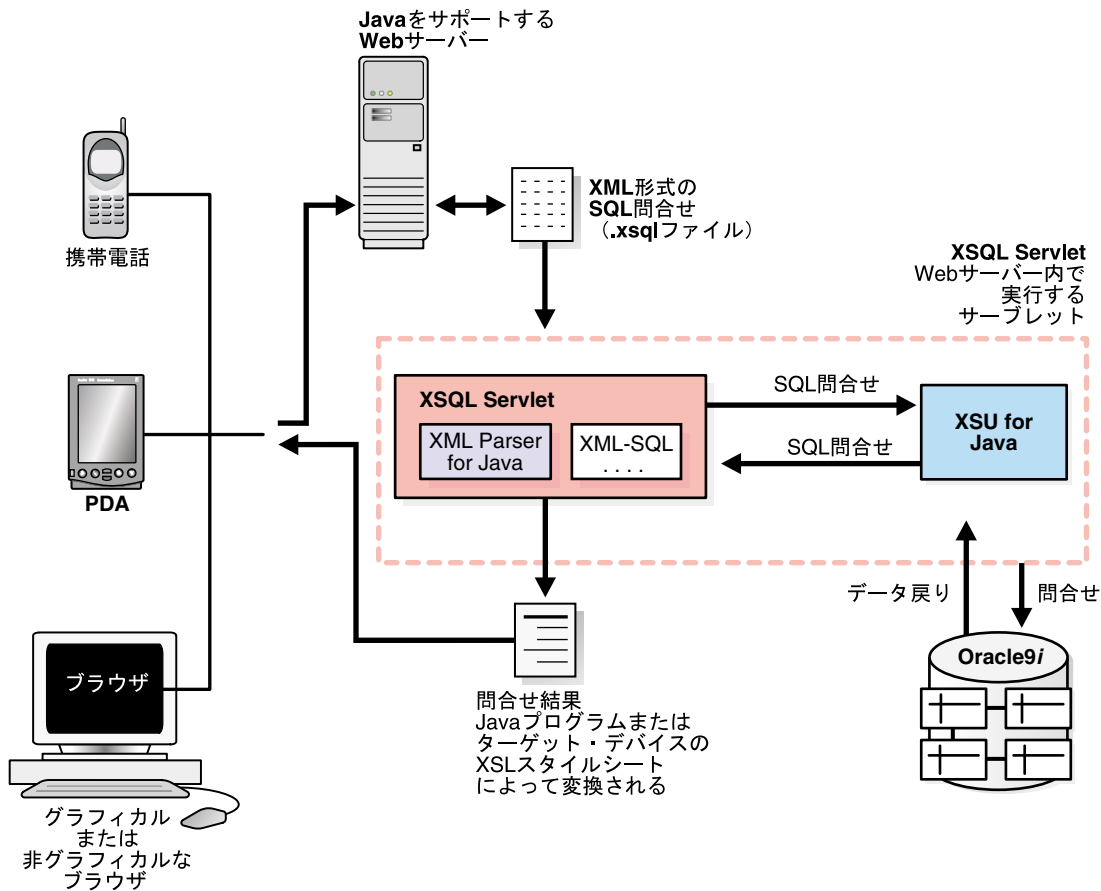 Javaをサポートする
Webサーバー
携帯電話
XML形式の
SQL問合せ
（.xsqlファイル）
XSQL Servlet
Webサーバー内で
実行する
サーブレット
XSQL Servlet
XML Parser
for Java
XML-SQL
. . . .
SQL問合せ
SQL問合せ
XSU for
Java
PDA
データ戻り
問合せ
Oracle9i
ブラウザ
問合せ結果
Javaプログラムまたは
ターゲット・デバイスの
XSLスタイルシート
によって変換される
グラフィカル
または
非グラフィカルな
ブラウザ